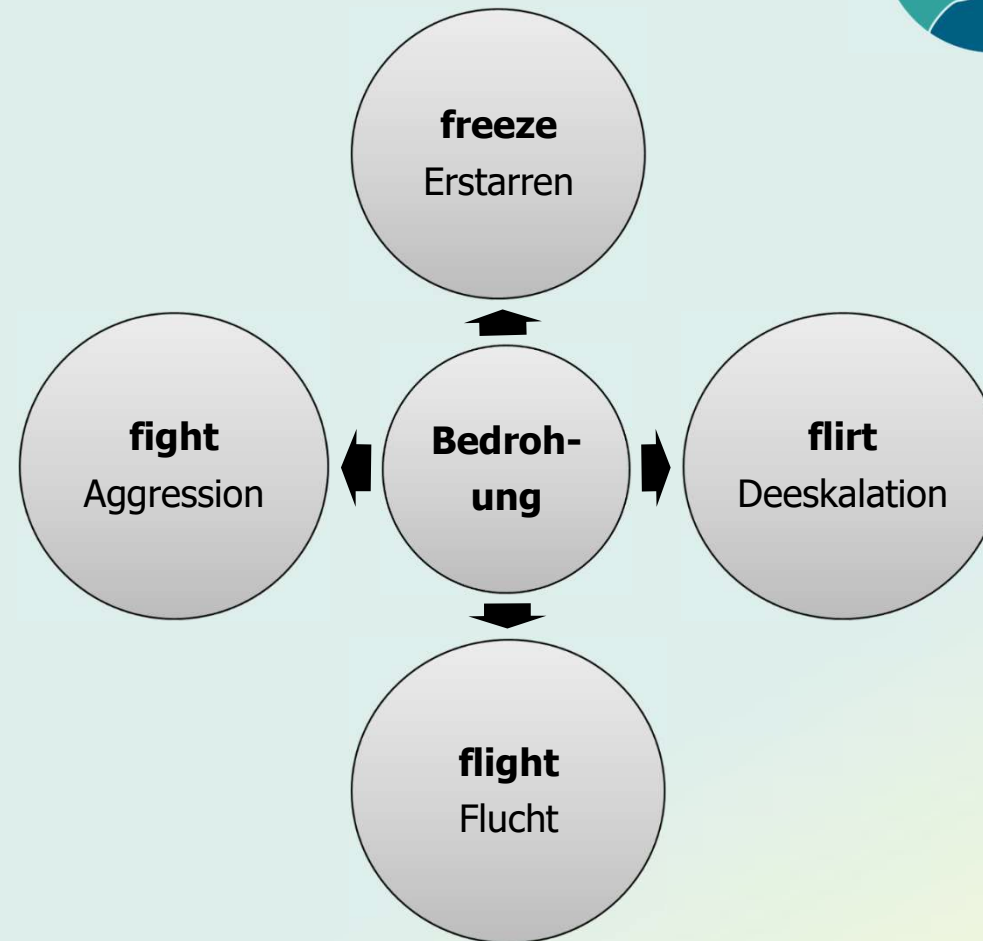 freeze
Erstarren
fight
Aggression
Bedroh-
ung
flirt
Deeskalation
flight
Flucht